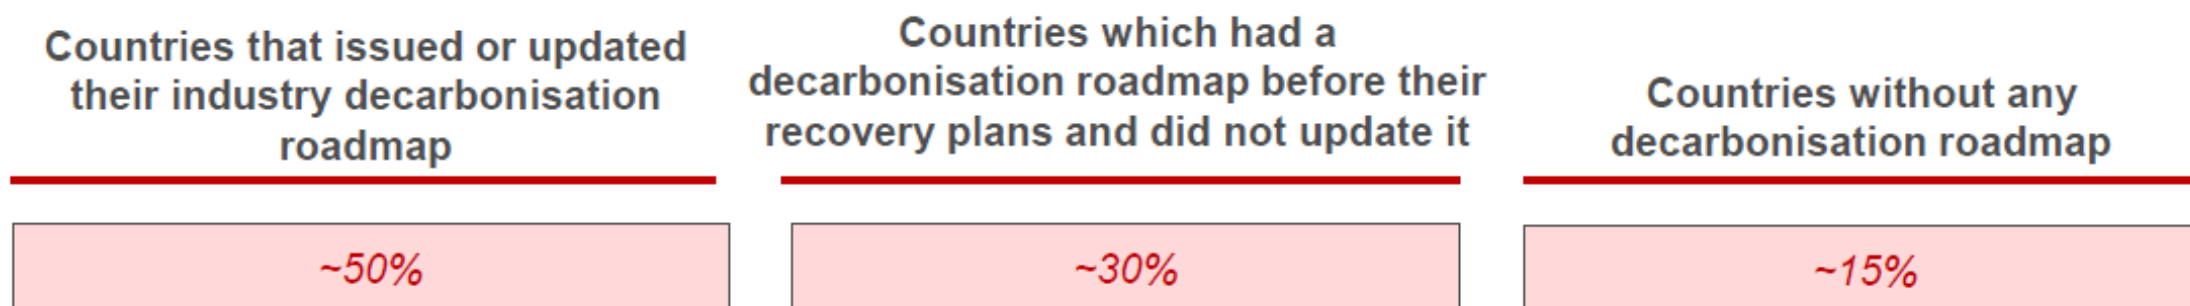 Countries that issued or updated
their industry decarbonisation
roadmap
Countries which had a
decarbonisation roadmap before their
recovery plans and did not update it
Countries without any
decarbonisation roadmap
~50%
~30%
~15%